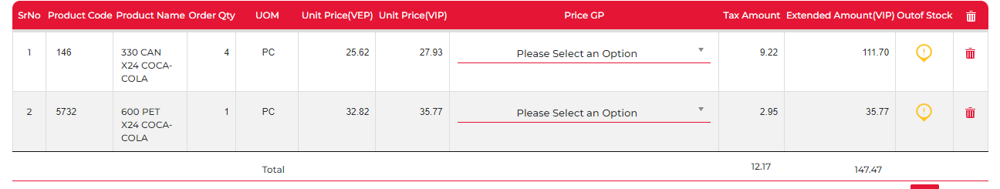 SrNo Product Code Product Name Order Qty UOM Unit Price(VEP) Unit Price(VIP) Price GP Tax Amount Extended Amount(VIP) Outof Stock
1 146 330 CAN 4 PC 25.62 27.93 Please Select an Option 9.22 111.70
X24 COCA-
COLA
2 5732 600 PET 1 PC 32.82 35.77 Please Select an Option 2.95 35.77
X24 COCA-
COLA
Total 12.17 147.47